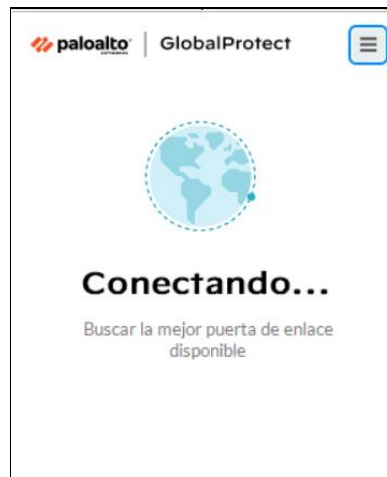 paloalto GlobalProtect
Conectando...
Buscar la mejor puerta de enlace
disponible